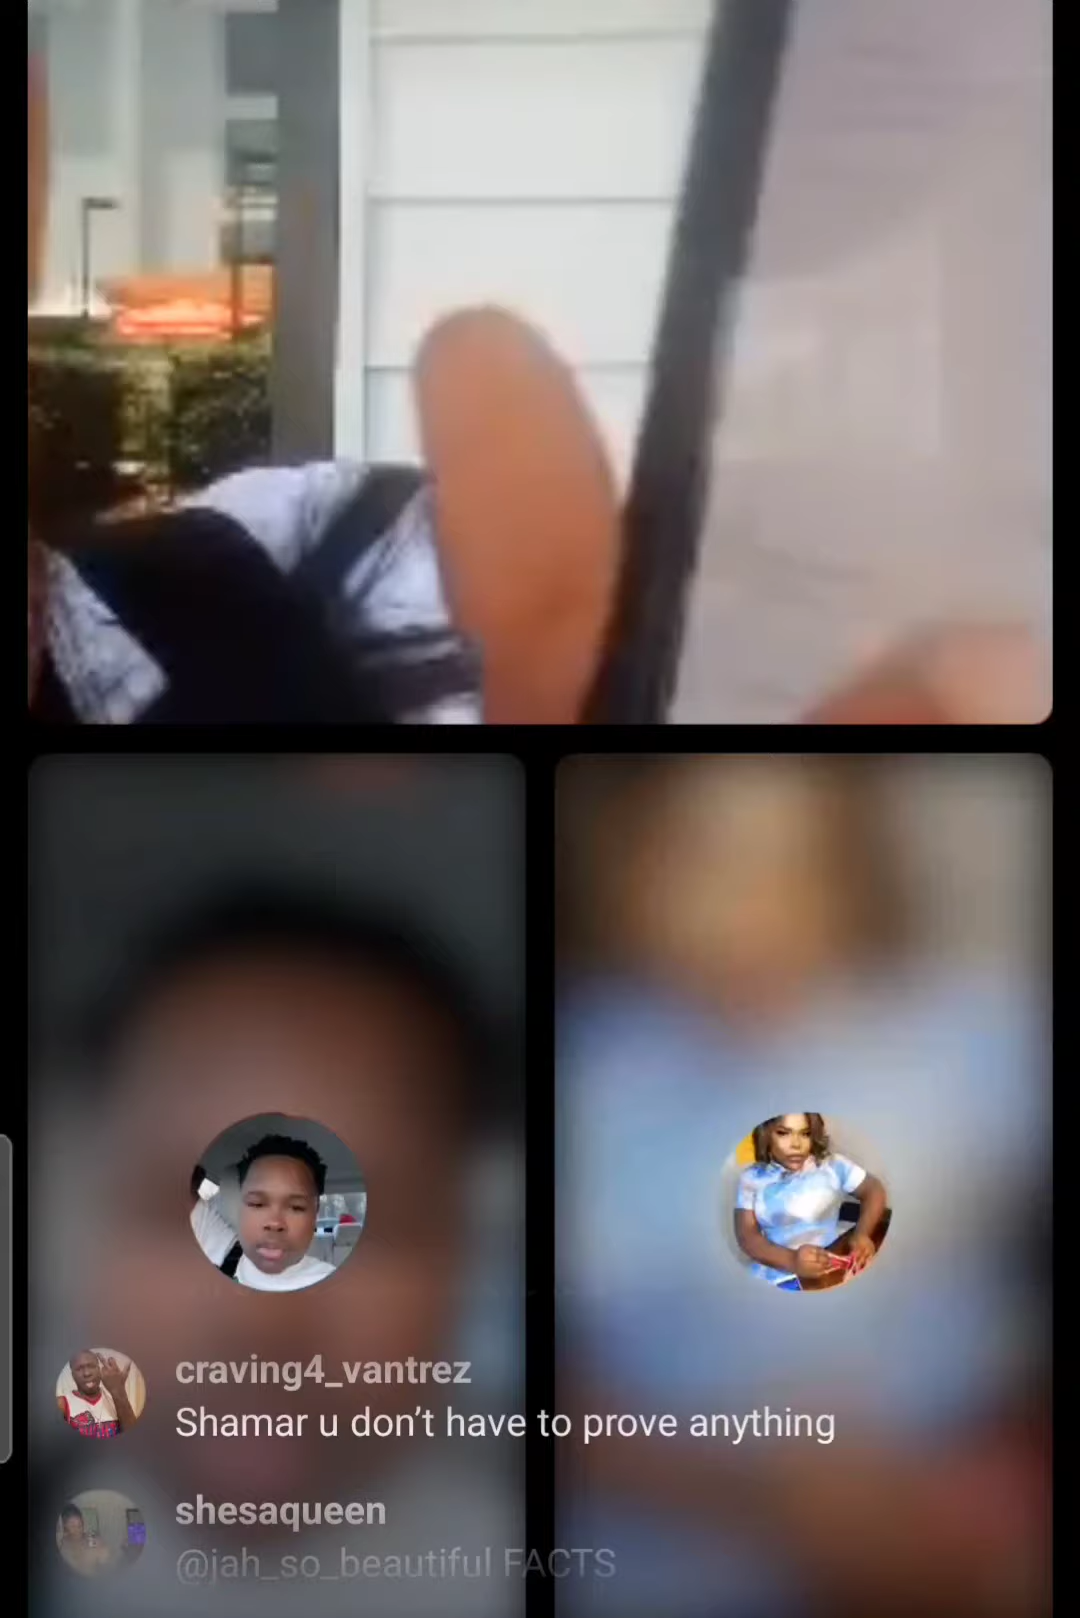 craving4_vantrez
Shamar u don't have to prove anything
shesaqueen
@jah_so_beautiful FACTS